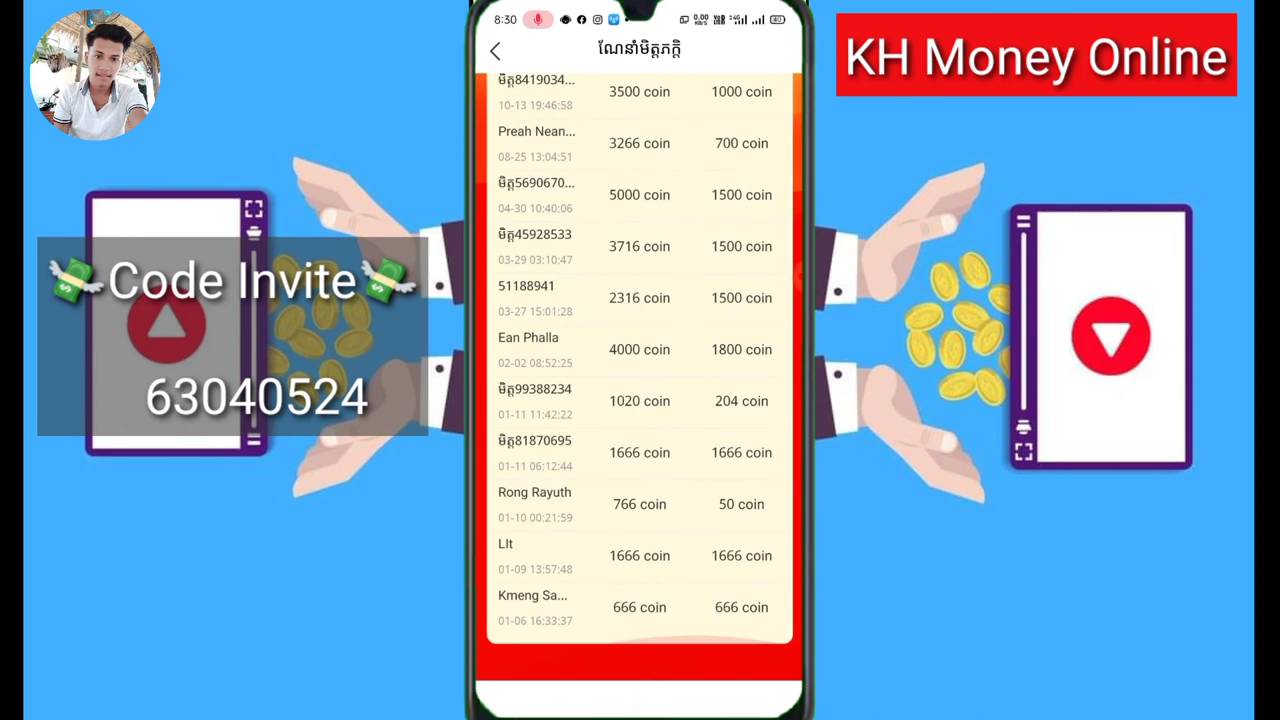 KH Money Online
💸Code Invite💸
63040524
8:30
0.00
KB/S
4G
40
ណែនាំមិត្តភក្តិ
មិត្ត8419034... 3500 coin 1000 coin
10-13 19:46:58
Preah Nean... 3266 coin 700 coin
08-25 13:04:51
មិត្ត5690670... 5000 coin 1500 coin
04-30 10:40:06
មិត្ត45928533 3716 coin 1500 coin
03-29 03:10:47
51188941 2316 coin 1500 coin
03-27 15:01:28
Ean Phalla 4000 coin 1800 coin
02-02 08:52:25
មិត្ត99388234 1020 coin 204 coin
01-11 11:42:22
មិត្ត81870695 1666 coin 1666 coin
01-11 06:12:44
Rong Rayuth 766 coin 50 coin
01-10 00:21:59
LIt 1666 coin 1666 coin
01-09 13:57:48
Kmeng Sa... 666 coin 666 coin
01-06 16:33:37